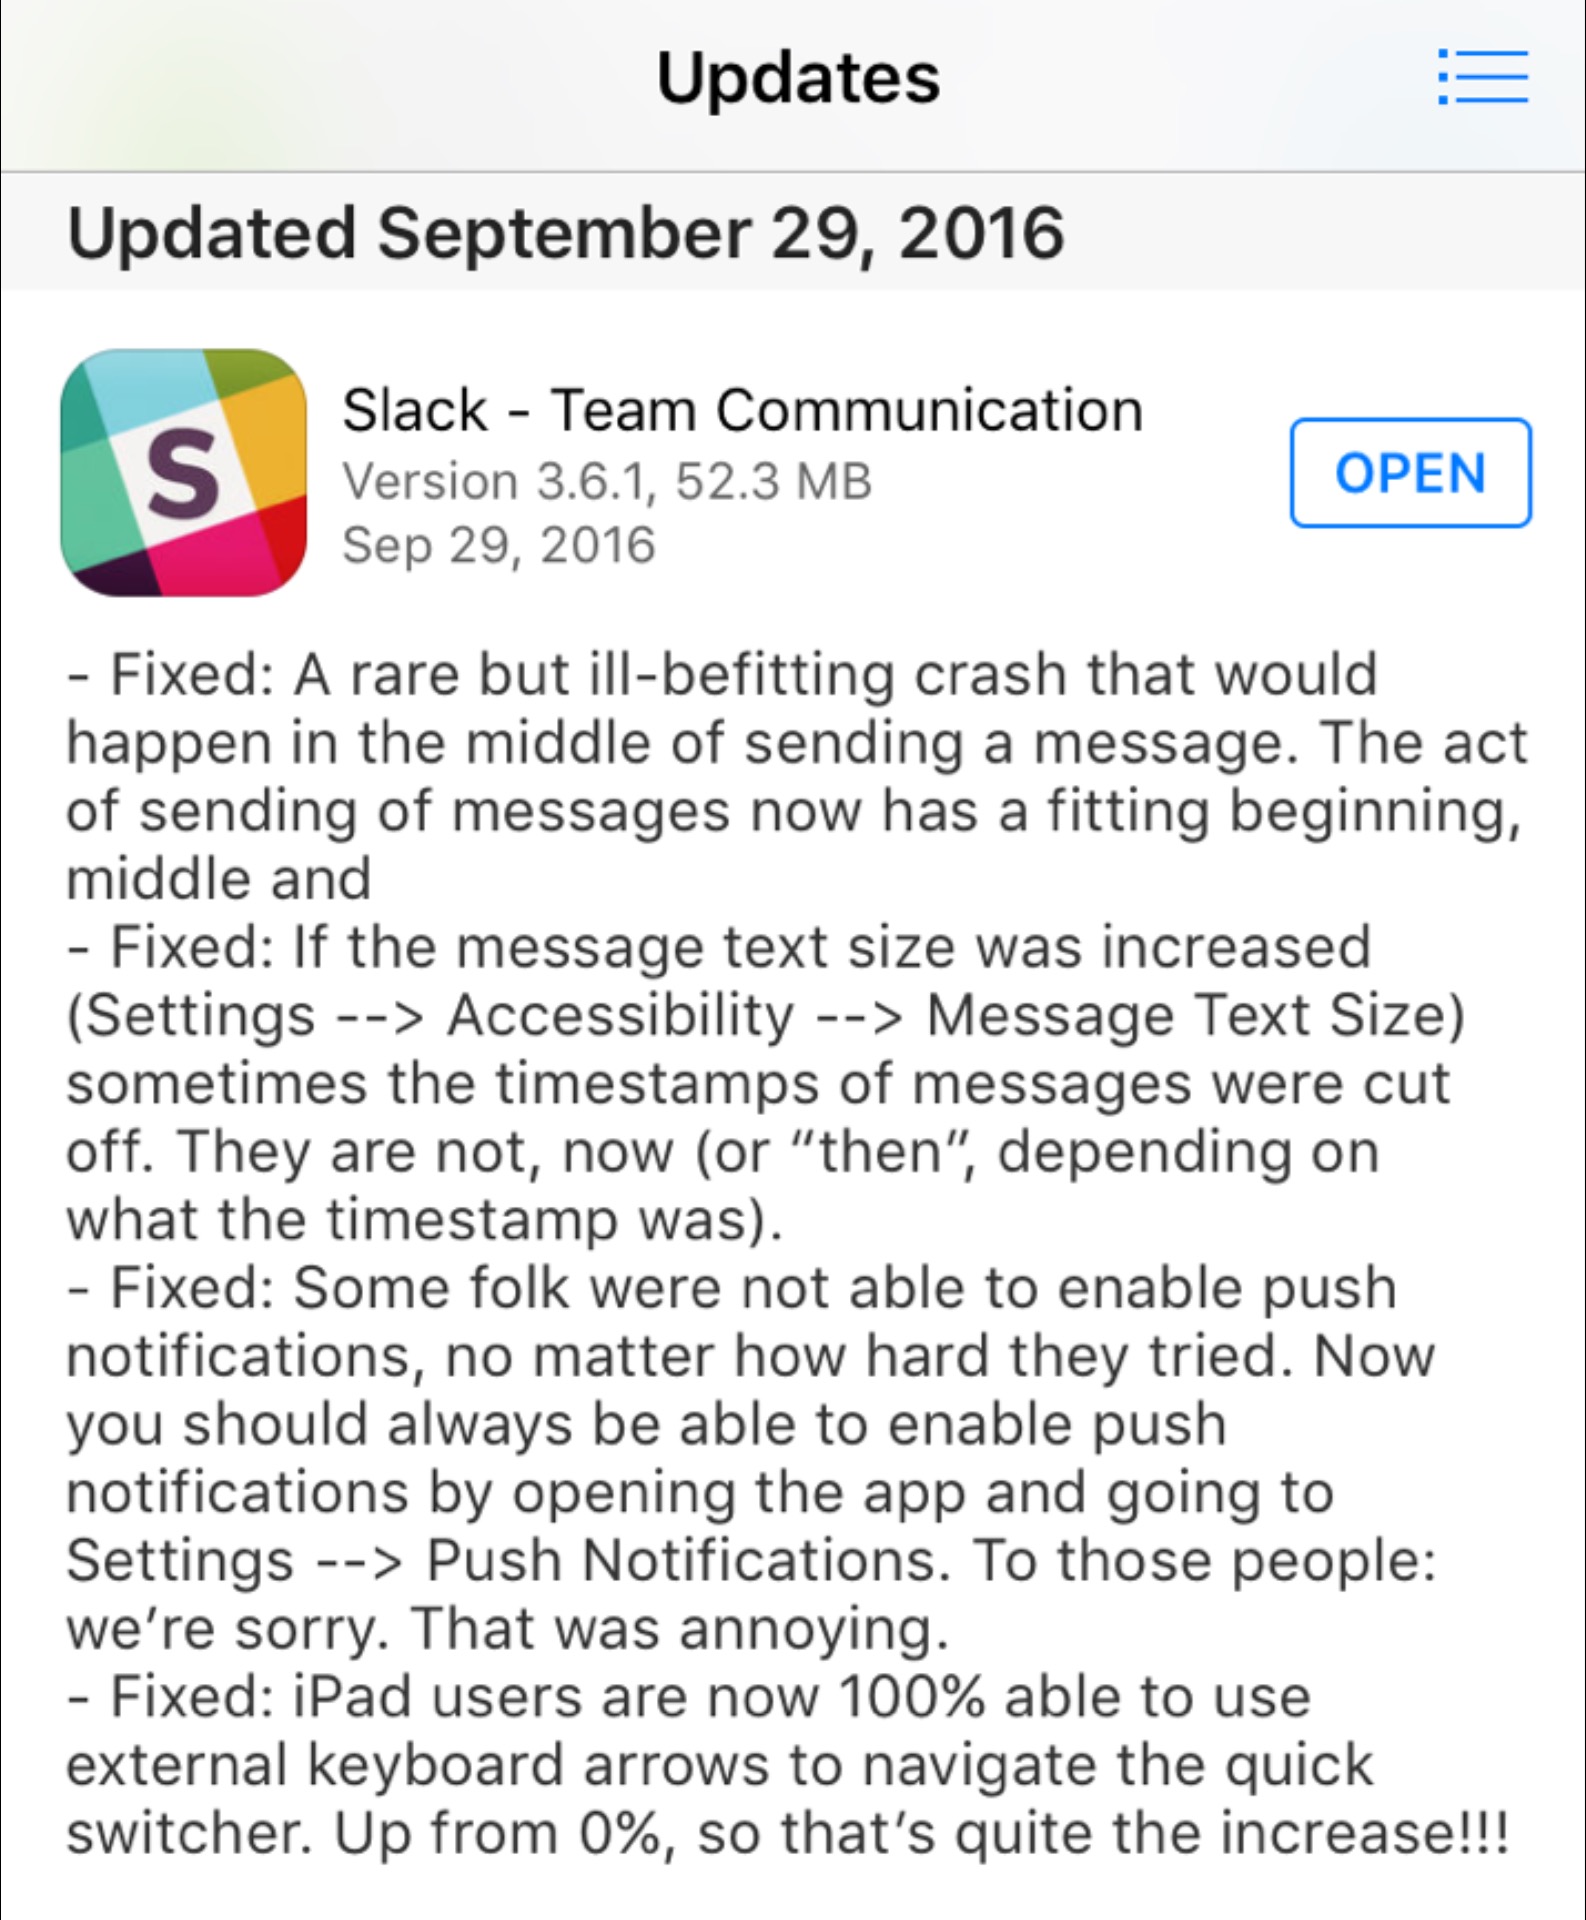 Updates
Updated September 29, 2016
S
Slack - Team Communication
Version 3.6.1, 52.3 MB
Sep 29, 2016
OPEN
- Fixed: A rare but ill-befitting crash that would
happen in the middle of sending a message. The act
of sending of messages now has a fitting beginning,
middle and
- Fixed: If the message text size was increased
(Settings --> Accessibility --> Message Text Size)
sometimes the timestamps of messages were cut
off. They are not, now (or “then”, depending on
what the timestamp was).
- Fixed: Some folk were not able to enable push
notifications, no matter how hard they tried. Now
you should always be able to enable push
notifications by opening the app and going to
Settings --> Push Notifications. To those people:
we’re sorry. That was annoying.
- Fixed: iPad users are now 100% able to use
external keyboard arrows to navigate the quick
switcher. Up from 0%, so that’s quite the increase!!!